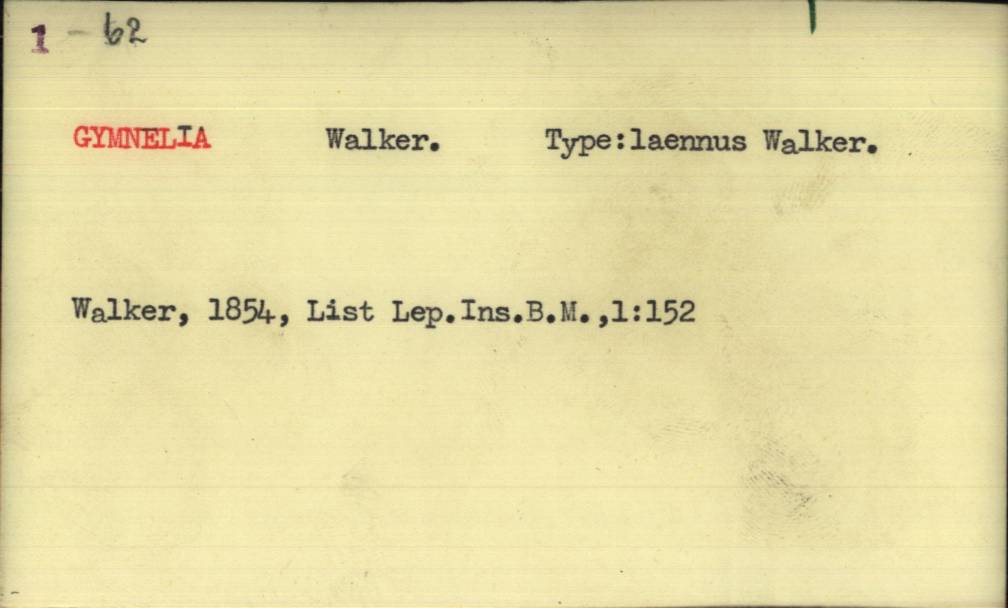 1 - 62
GYMNELIA Walker. Type:laennus Walker.
Walker, 1854, List Lep.Ins.B.M.,1:152